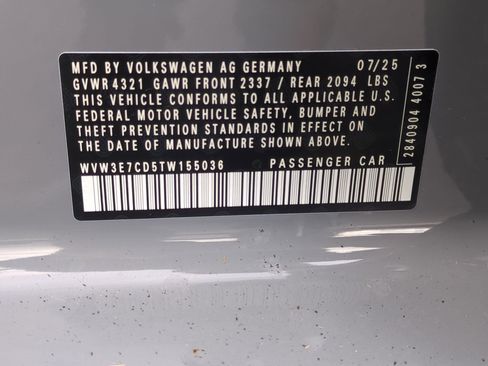 MFD BY VOLKSWAGEN AG GERMANY 07/25
GVWR 4321 GAWR FRONT 2337 / REAR 2094 LBS
THIS VEHICLE CONFORMS TO ALL APPLICABLE U.S.
FEDERAL MOTOR VEHICLE SAFETY, BUMPER AND
THEFT PREVENTION STANDARDS IN EFFECT ON
THE DATE OF MANUFACTURE SHOWN ABOVE.
WVW3E7CD5TW155036 PASSENGER CAR
2840904 4007 3